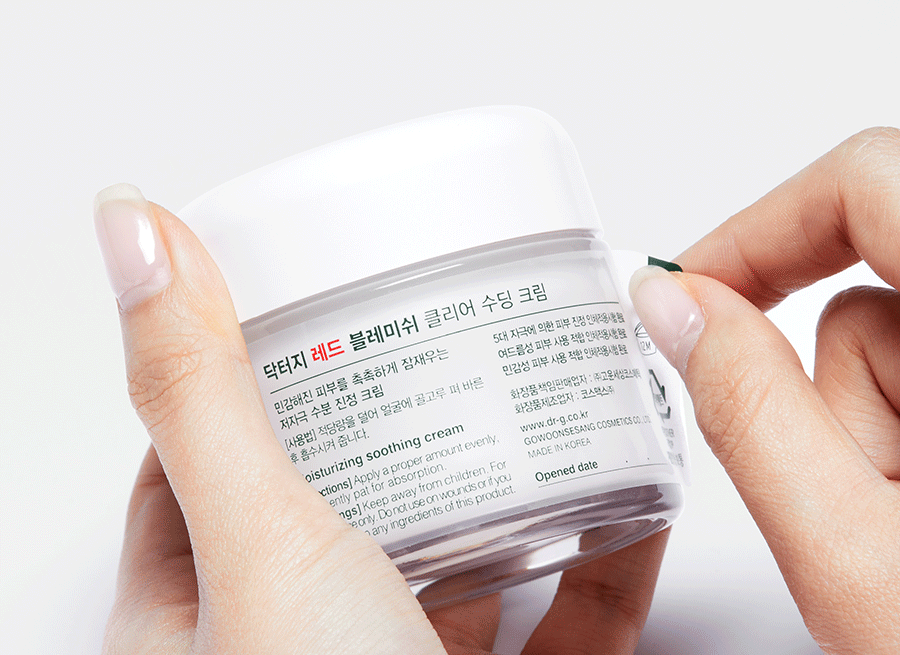 닥터지 레드 블레미쉬 클리어 수딩 크림
민감해진 피부를 촉촉하게 잠재우는
저자극 수분 진정 크림
[사용법] 적당량을 덜어 얼굴에 골고루 펴 바른
후 흡수시켜 줍니다.
oisturizing soothing cream
ctions] Apply a proper amount evenly,
ently pat for absorption.
ngs] Keep away from children. For
e only. Do not use on wounds or if you
o any ingredients of this product.
5대 자극에 의한 피부 진정 인체적용시험 완료
여드름성 피부 사용 적합 인체적용시험 완료
민감성 피부 사용 적합 인체적용시험 완료
화장품책임판매업자 : ㈜고운세상코스메틱
화장품제조업자 : 코스맥스㈜
www.dr-g.co.kr
GOWOONSESANG COSMETICS CO., LTD.
MADE IN KOREA
Opened date . .
12M